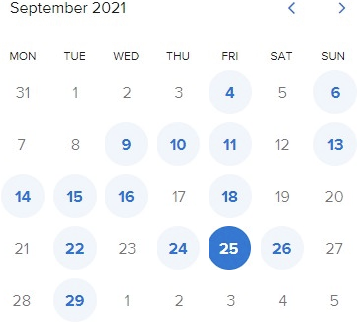 September 2021
MON TUE WED THU FRI SAT SUN
31 1 2 3 4 5 6
7 8 9 10 11 12 13
14 15 16 17 18 19 20
21 22 23 24 25 26 27
28 29 1 2 3 4 5